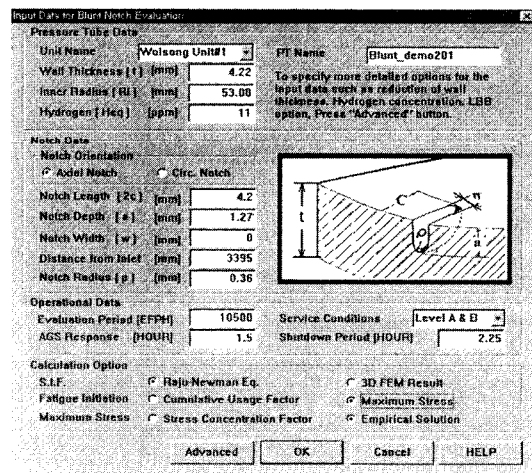 Input Data for Blunt Notch Evaluation
Pressure Tube Data
Unit Name Wolsong Unit#1
PT Name Blunt_demo201
Wall Thickness [ t ] [mm] 4.22
Inner Radius [ Ri ] [mm] 53.08
Hydrogen [ Heq ] [ppm] 11
To specify more detailed options for the
input data such as reduction of wall
thickness, Hydrogen concentration, LBB
option, Press "Advanced" button.
Notch Data
Notch Orientation
Axial Notch Circ. Notch
Notch Length [ 2c ] [mm] 4.2
Notch Depth [ a ] [mm] 1.27
Notch Width [ w ] [mm] 0
Distance from Inlet [mm] 3395
Notch Radius [ ρ ] [mm] 0.36
t C w ρ a
Operational Data
Evaluation Period [EFPH] 10500
Service Conditions Level A & B
AGS Response [HOUR] 1.5
Shutdown Period [HOUR] 2.25
Calculation Option
S.I.F. Raju-Newman Eq. 3D FEM Result
Fatigue Initiation Cumulative Usage Factor Maximum Stress
Maximum Stress Stress Concentration Factor Empirical Solution
Advanced OK Cancel HELP